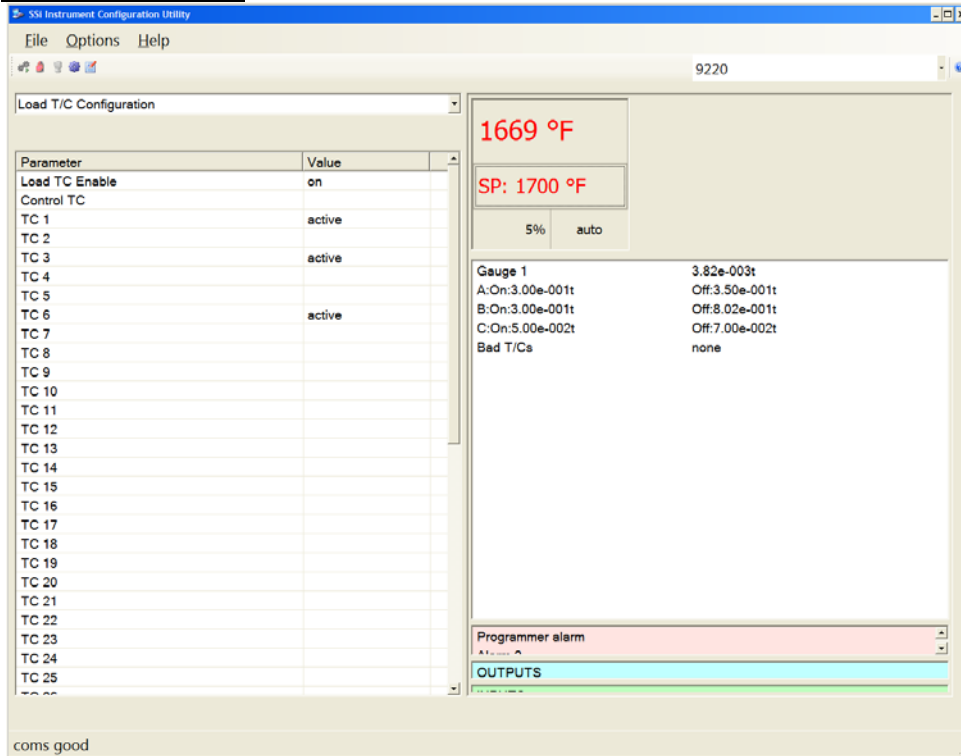 SSi Instrument Configuration Utility
File Options Help
9220
Load T/C Configuration
Parameter Value
Load TC Enable on
Control TC
TC 1 active
TC 2
TC 3 active
TC 4
TC 5
TC 6 active
TC 7
TC 8
TC 9
TC 10
TC 11
TC 12
TC 13
TC 14
TC 15
TC 16
TC 17
TC 18
TC 19
TC 20
TC 21
TC 22
TC 23
TC 24
TC 25
1669 °F
SP: 1700 °F
5% auto
Gauge 1 3.82e-003t
A:On:3.00e-001t Off:3.50e-001t
B:On:3.00e-001t Off:8.02e-001t
C:On:5.00e-002t Off:7.00e-002t
Bad T/Cs none
Programmer alarm
OUTPUTS
coms good